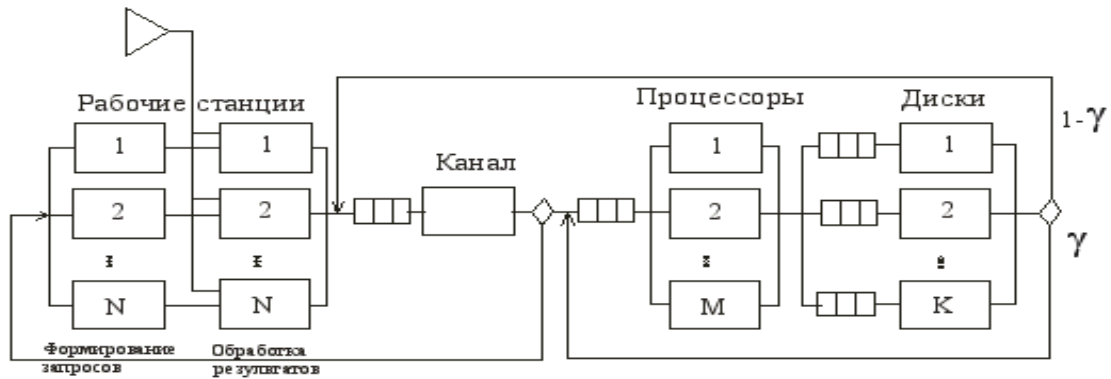 Рабочие станции
Процессоры
Диски
1-γ
1
1
Канал
1
1
2
2
2
2
γ
N
N
M
K
Формирование запросов
Обработка результатов